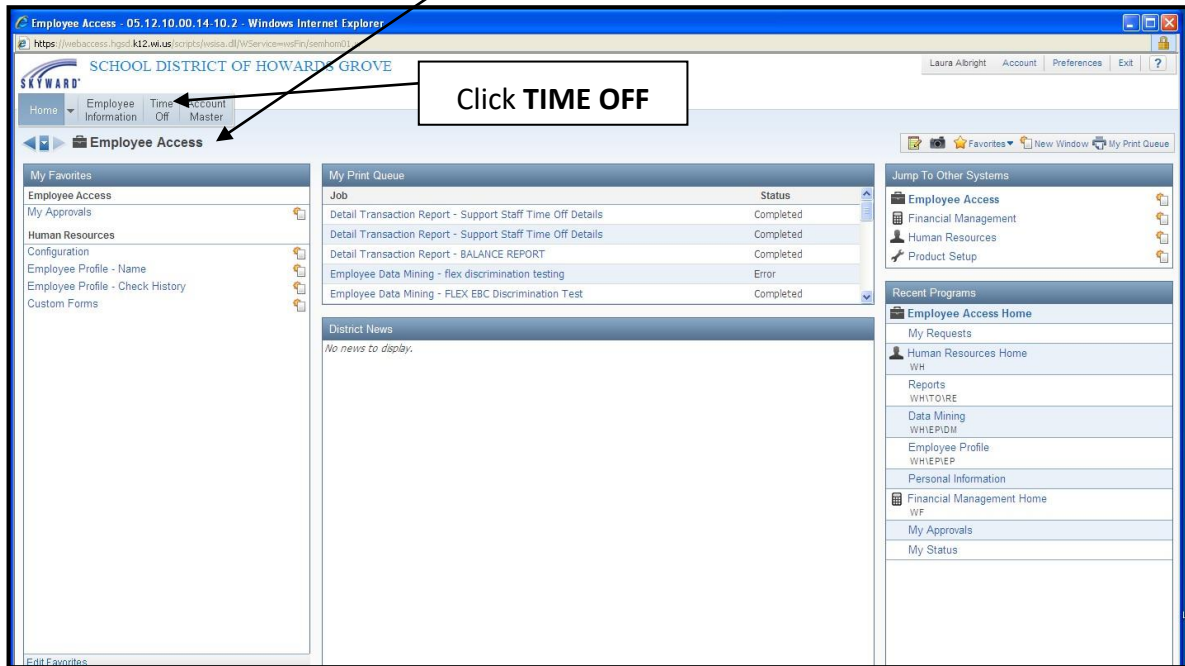 Employee Access - 05.12.10.00.14-10.2 - Windows Internet Explorer
https://webaccess.hgsd.k12.wi.us/scripts/wsisa.dll/WService=wsFin/semhom01
SKYWARD
SCHOOL DISTRICT OF HOWARDS GROVE
Laura Albright Account Preferences Exit ?
Home Employee Information Time Off Account Master
Click TIME OFF
Employee Access
Favorites New Window My Print Queue
My Favorites
Employee Access
My Approvals
Human Resources
Configuration
Employee Profile - Name
Employee Profile - Check History
Custom Forms
Edit Favorites
My Print Queue
Job Status
Detail Transaction Report - Support Staff Time Off Details Completed
Detail Transaction Report - Support Staff Time Off Details Completed
Detail Transaction Report - BALANCE REPORT Completed
Employee Data Mining - flex discrimination testing Error
Employee Data Mining - FLEX EBC Discrimination Test Completed
District News
No news to display.
Jump To Other Systems
Employee Access
Financial Management
Human Resources
Product Setup
Recent Programs
Employee Access Home
My Requests
Human Resources Home
WH
Reports
WH\TO\RE
Data Mining
WH\EP\DM
Employee Profile
WH\EP\EP
Personal Information
Financial Management Home
WF
My Approvals
My Status